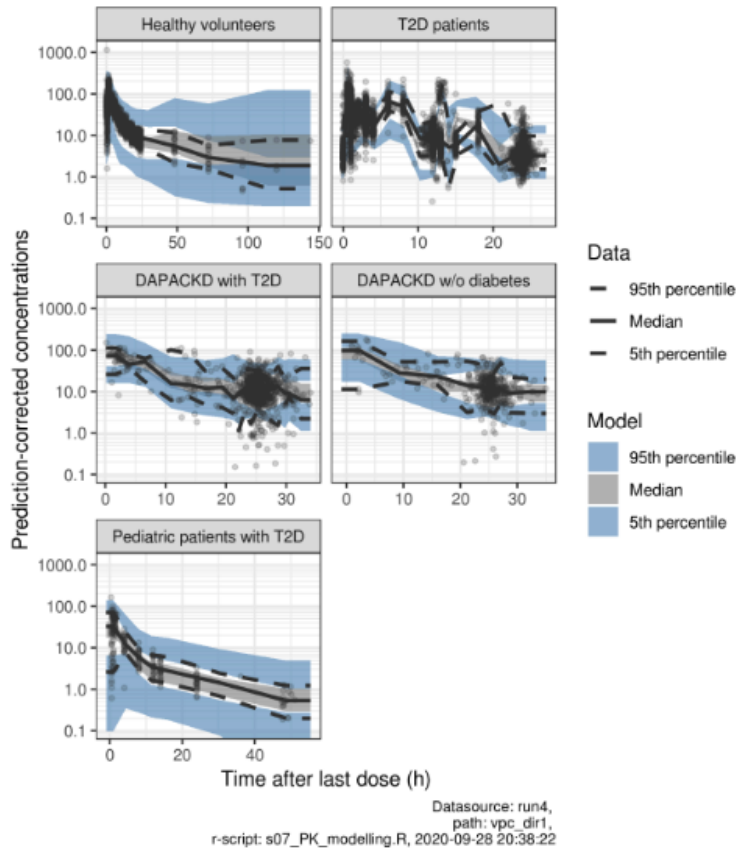 Healthy volunteers
T2D patients
1000.0
100.0
10.0
1.0
0.1
0 50 100 150
0 10 20
DAPACKD with T2D
DAPACKD w/o diabetes
1000.0
100.0
10.0
1.0
0.1
0 10 20 30
0 10 20 30
Pediatric patients with T2D
1000.0
100.0
10.0
1.0
0.1
0 20 40
Prediction-corrected concentrations
Time after last dose (h)
Data
95th percentile
Median
5th percentile
Model
95th percentile
Median
5th percentile
Datasource: run4,
path: vpc_dir1,
r-script: s07_PK_modelling.R, 2020-09-28 20:38:22